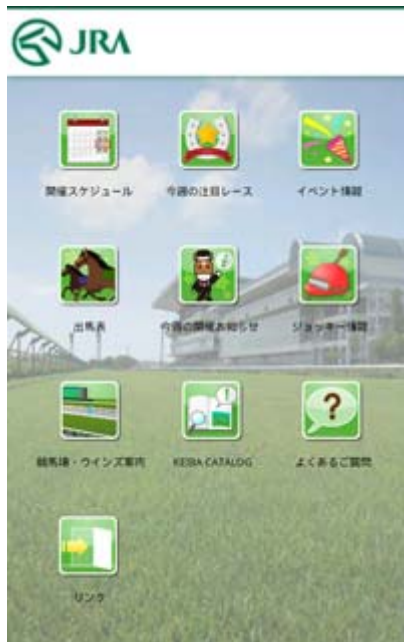 JRA
開催スケジュール
今週の注目レース
イベント情報
出馬表
今週の開催お知らせ
ジョッキー情報
競馬場・ウインズ案内
KEIBA CATALOG
よくあるご質問
リンク